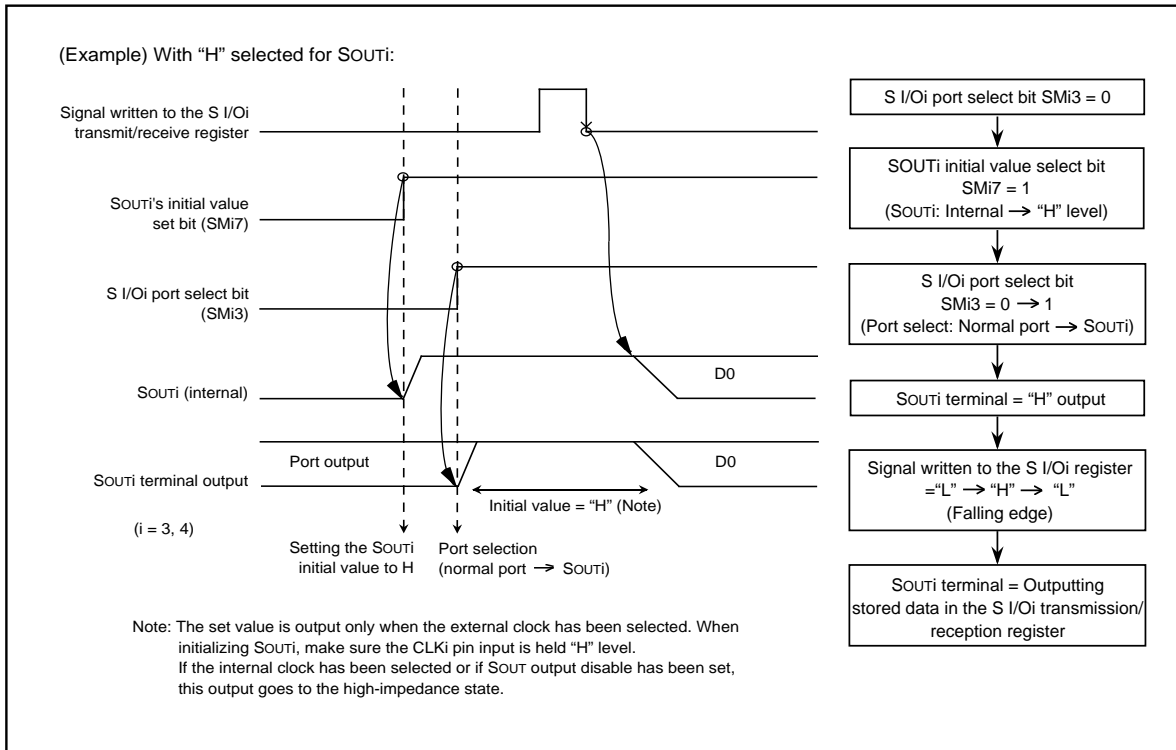 (Example) With “H” selected for SOUTi:
Signal written to the S I/Oi
transmit/receive register
SOUTi's initial value
set bit (SMi7)
S I/Oi port select bit
(SMi3)
SOUTi (internal)
D0
Port output
SOUTi terminal output
D0
Initial value = “H” (Note)
(i = 3, 4)
Setting the SOUTi
initial value to H
Port selection
(normal port → SOUTi)
Note: The set value is output only when the external clock has been selected. When
initializing SOUTi, make sure the CLKi pin input is held “H” level.
If the internal clock has been selected or if SOUT output disable has been set,
this output goes to the high-impedance state.
S I/Oi port select bit SMi3 = 0
SOUTi initial value select bit
SMi7 = 1
(SOUTi: Internal → “H” level)
S I/Oi port select bit
SMi3 = 0 → 1
(Port select: Normal port → SOUTi)
SOUTi terminal = “H” output
Signal written to the S I/Oi register
=“L” → “H” → “L”
(Falling edge)
SOUTi terminal = Outputting
stored data in the S I/Oi transmission/
reception register